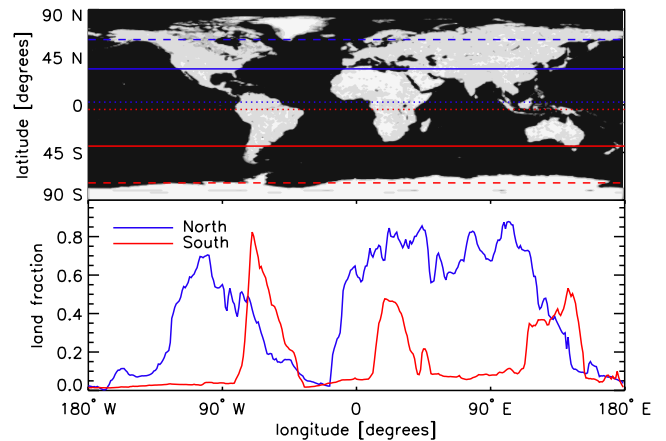 90 N
45 N
0
45 S
90 S
latitude [degrees]
North
South
0.8
0.6
0.4
0.2
0.0
land fraction
180° W
90° W
0
90° E
180° E
longitude [degrees]